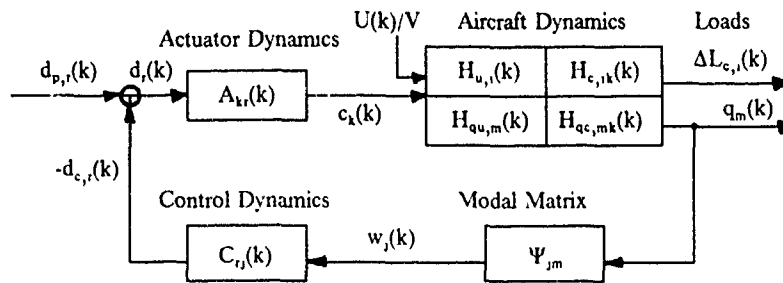 U(k)/V Aircraft Dynamics Loads
Actuator Dynamics
d_{p,r}(k) d_r(k) A_{kr}(k) c_k(k) H_{u,i}(k) H_{c,ik}(k) ΔL_{c,i}(k)
H_{qu,m}(k) H_{qc,mk}(k) q_m(k)
-d_{c,r}(k)
Control Dynamics Modal Matrix
C_{rj}(k) w_j(k) Ψ_{jm}